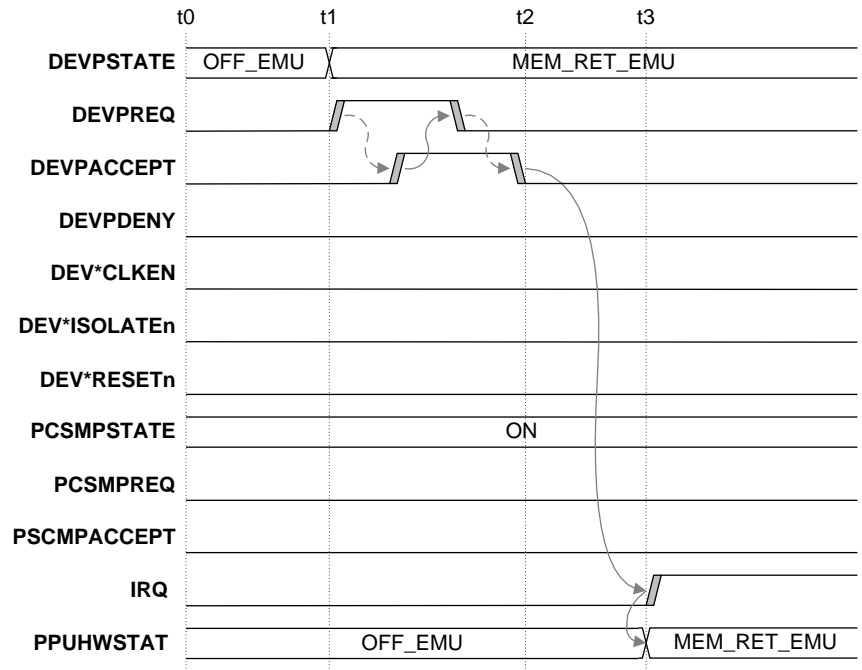 t0 t1 t2 t3
DEVPSTATE OFF_EMU MEM_RET_EMU
DEVPREQ
DEVPACCEPT
DEVPDENY
DEV*CLKEN
DEV*ISOLATEn
DEV*RESETn
PCSMPSTATE ON
PCSMPREQ
PSCMPACCEPT
IRQ
PPUHWSTAT OFF_EMU MEM_RET_EMU